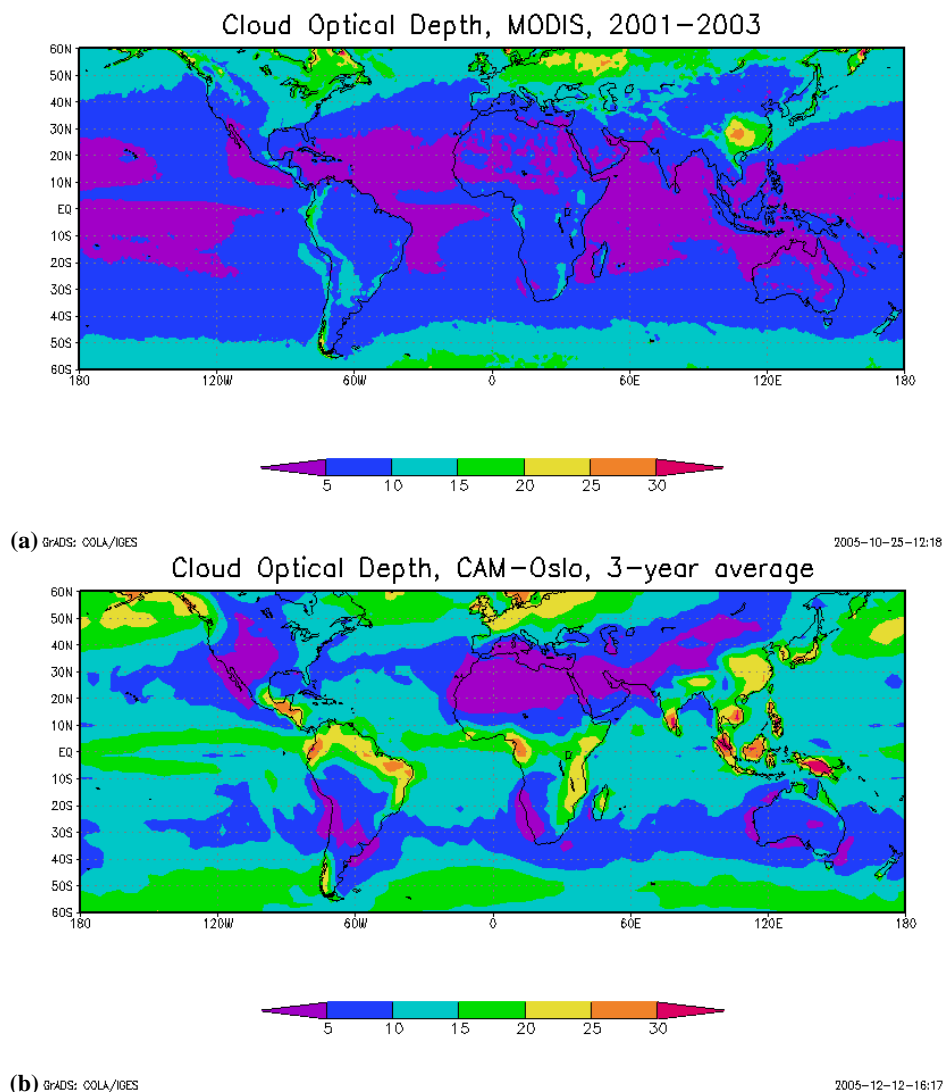 Cloud Optical Depth, MODIS, 2001-2003
60N
50N
40N
30N
20N
10N
EQ
10S
20S
30S
40S
50S
60S
180 120W 60W 0 60E 120E 180
5 10 15 20 25 30
(a) GrADS: COLA/IGES 2005-10-25-12:18
Cloud Optical Depth, CAM-Oslo, 3-year average
60N
50N
40N
30N
20N
10N
EQ
10S
20S
30S
40S
50S
60S
180 120W 60W 0 60E 120E 180
5 10 15 20 25 30
(b) GrADS: COLA/IGES 2005-12-12-16:17